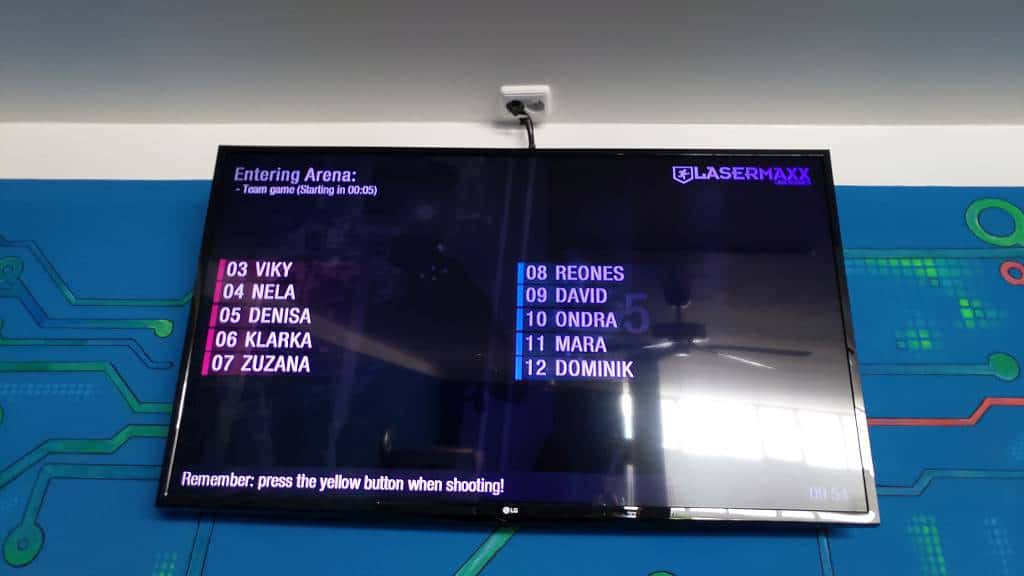 Entering Arena:
- Team game (Starting in 00:05)
LASERMAXX
03 VIKY
04 NELA
05 DENISA
06 KLARKA
07 ZUZANA
08 REONES
09 DAVID
10 ONDRA
11 MARA
12 DOMINIK
5
Remember: press the yellow button when shooting!
09:54
LG